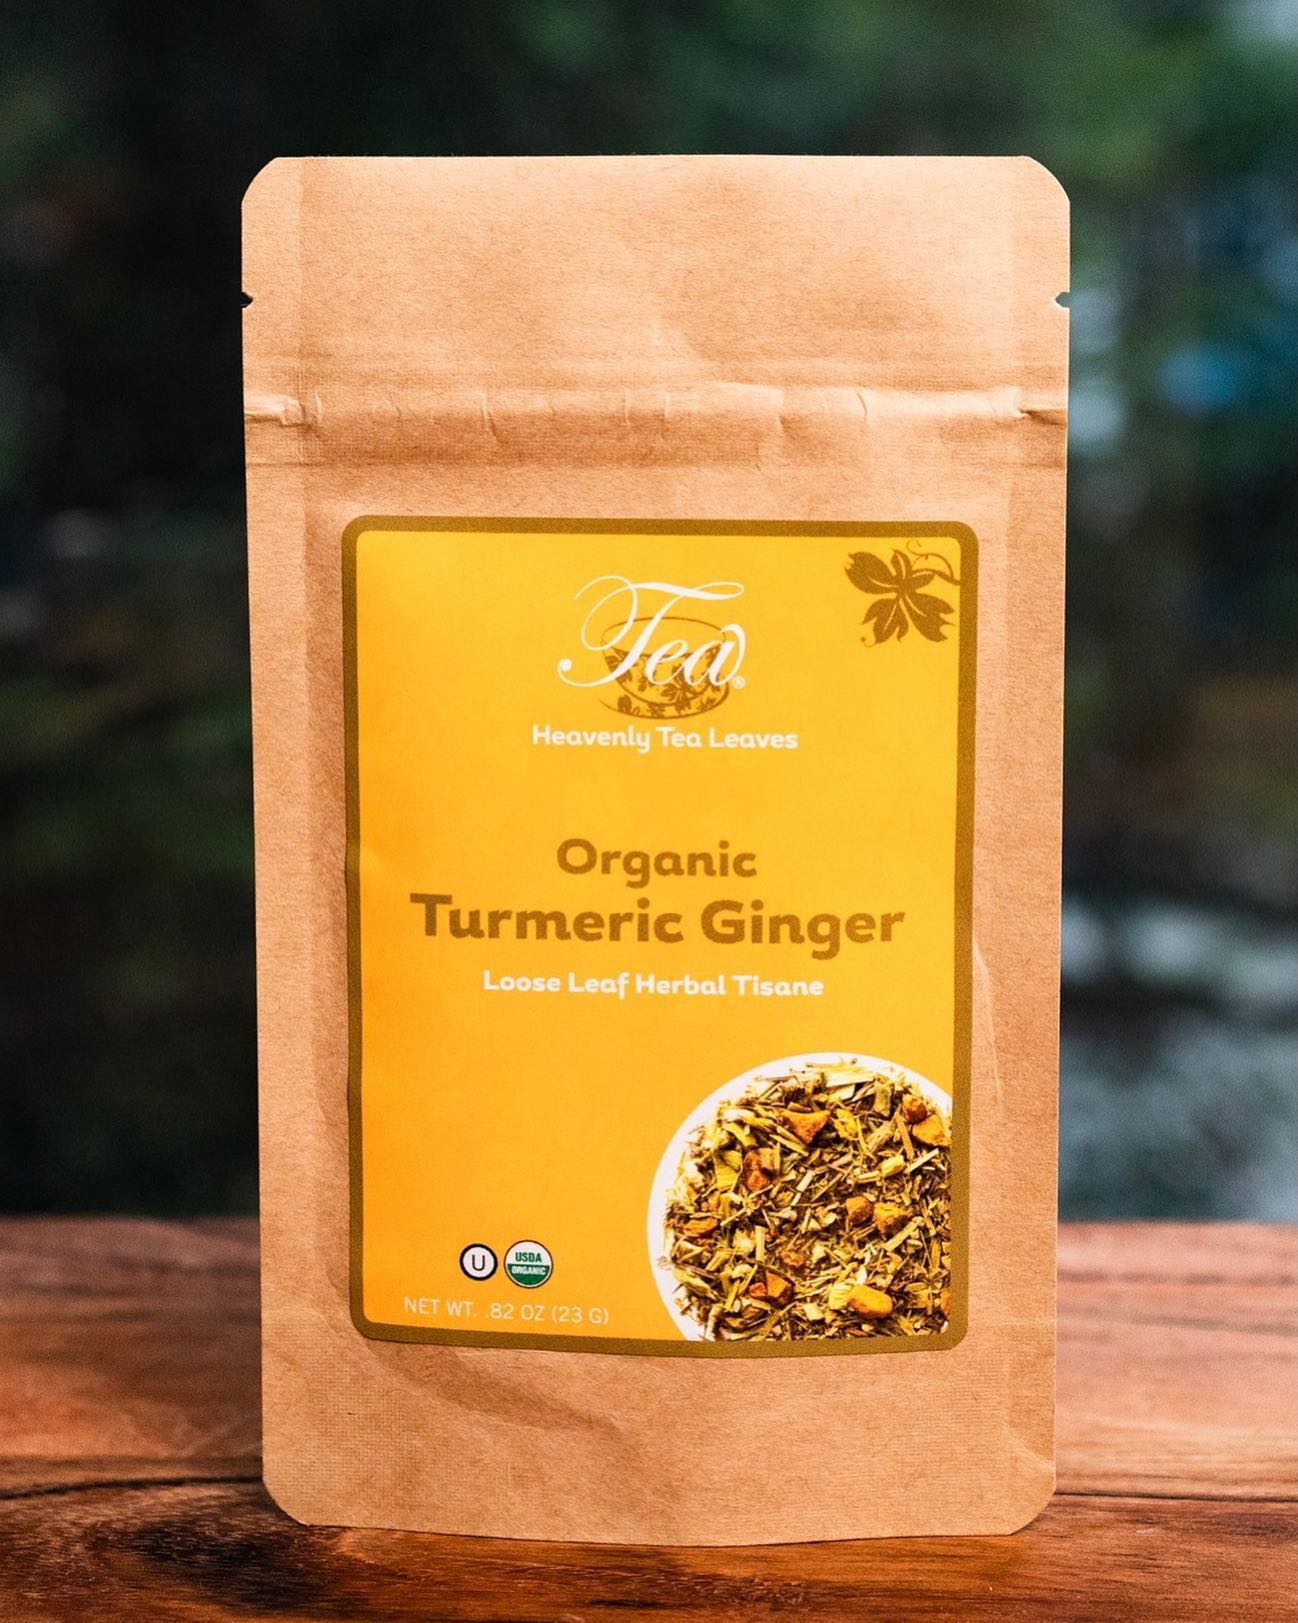 Tea®
Heavenly Tea Leaves
Organic
Turmeric Ginger
Loose Leaf Herbal Tisane
U USDA
ORGANIC
NET WT. .82 OZ (23 G)